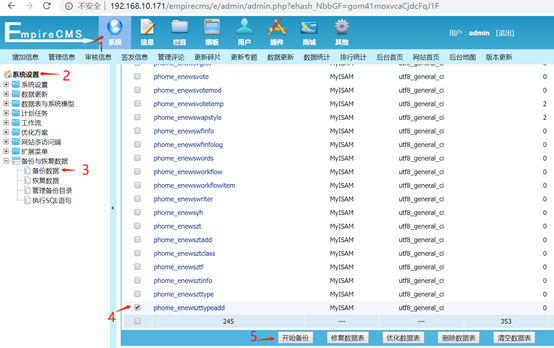 不安全 | 192.168.10.171/empirecms/e/admin/admin.php?ehash_NbbGF=gom41moxvcaCjdcFqJ1F
EmpireCMS
系统 信息 栏目 模板 用户 插件 商城 其他
用户：admin [退出]
1
增加信息 管理信息 审核信息 签发信息 管理评论 更新碎片 更新专题 数据更新 数据统计 排行统计 后台首页 网站首页 后台地图 版本更新
系统设置 2
系统设置
数据更新
数据表与系统模型
计划任务
工作流
优化方案
网站多访问端
扩展菜单
备份与恢复数据
备份数据 3
恢复数据
管理备份目录
执行SQL语句
phome_enewsvote MyISAM utf8_general_ci 0
phome_enewsvotemod MyISAM utf8_general_ci 0
phome_enewsvotetemp MyISAM utf8_general_ci 2
phome_enewswapstyle MyISAM utf8_general_ci 2
phome_enewswfinfo MyISAM utf8_general_ci 0
phome_enewswfinfolog MyISAM utf8_general_ci 0
phome_enewswords MyISAM utf8_general_ci 0
phome_enewsworkflow MyISAM utf8_general_ci 0
phome_enewsworkflowitem MyISAM utf8_general_ci 0
phome_enewswriter MyISAM utf8_general_ci 0
phome_enewsyh MyISAM utf8_general_ci 0
phome_enewszt MyISAM utf8_general_ci 0
phome_enewsztadd MyISAM utf8_general_ci 0
phome_enewsztclass MyISAM utf8_general_ci 0
phome_enewsztf MyISAM utf8_general_ci 0
phome_enewsztinfo MyISAM utf8_general_ci 0
phome_enewszttype MyISAM utf8_general_ci 0
4 phome_enewszttypeadd MyISAM utf8_general_ci 0
245 --- --- 353
5 开始备份 修复数据表 优化数据表 删除数据表 清空数据表